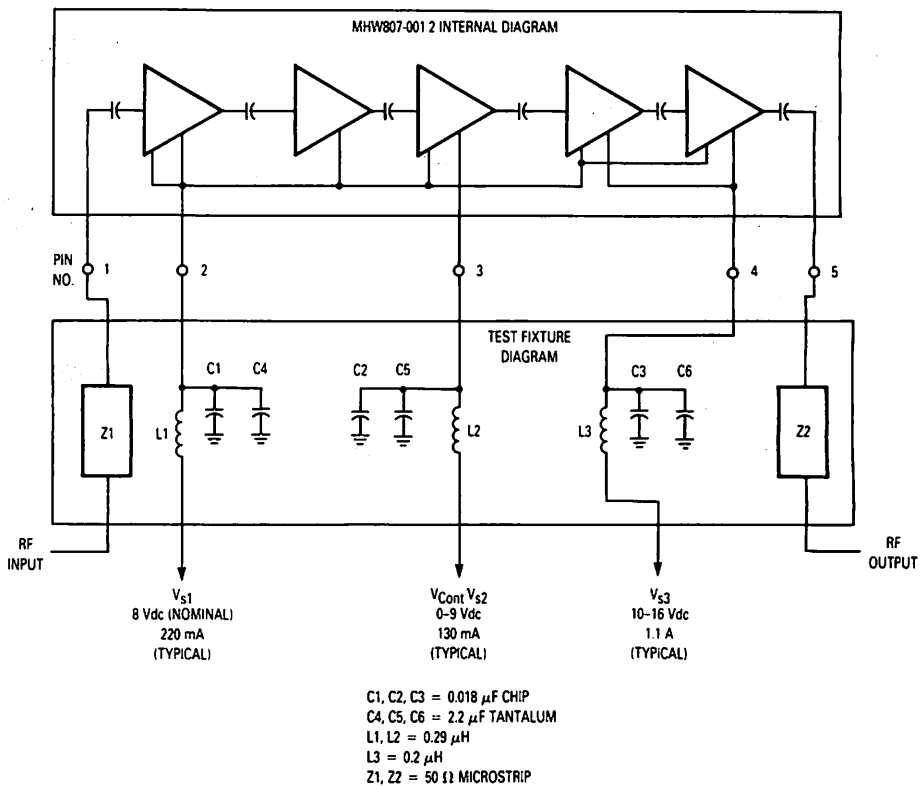 MHW807-001 2 INTERNAL DIAGRAM
PIN NO.
1
2
3
4
5
TEST FIXTURE
DIAGRAM
C1
C4
C2
C5
C3
C6
Z1
L1
L2
L3
Z2
RF
INPUT
RF
OUTPUT
Vs1
8 Vdc (NOMINAL)
220 mA
(TYPICAL)
VCont Vs2
0–9 Vdc
130 mA
(TYPICAL)
Vs3
10–16 Vdc
1.1 A
(TYPICAL)
C1, C2, C3 = 0.018 μF CHIP
C4, C5, C6 = 2.2 μF TANTALUM
L1, L2 = 0.29 μH
L3 = 0.2 μH
Z1, Z2 = 50 Ω MICROSTRIP